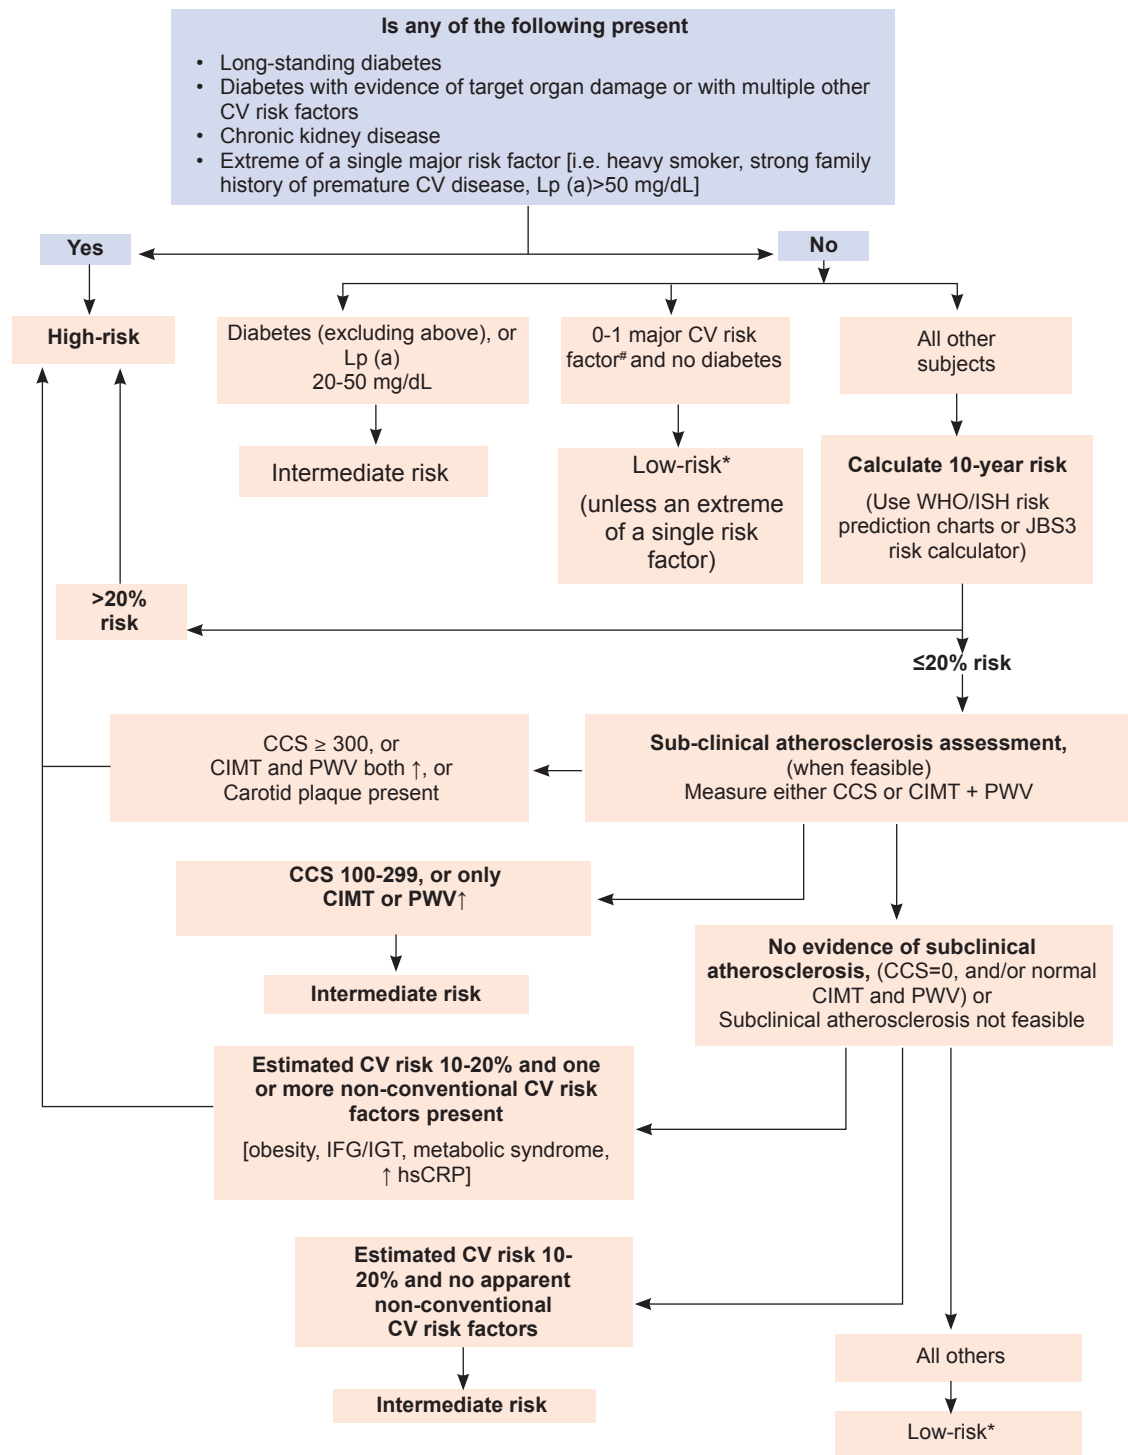 Is any of the following present
• Long-standing diabetes
• Diabetes with evidence of target organ damage or with multiple other
CV risk factors
• Chronic kidney disease
• Extreme of a single major risk factor [i.e. heavy smoker, strong family
history of premature CV disease, Lp (a)>50 mg/dL]
Yes
No
High-risk
Diabetes (excluding above), or
Lp (a)
20-50 mg/dL
0-1 major CV risk
factor# and no diabetes
All other
subjects
Intermediate risk
Low-risk*
(unless an extreme
of a single risk
factor)
Calculate 10-year risk
(Use WHO/ISH risk
prediction charts or JBS3
risk calculator)
>20%
risk
≤20% risk
CCS ≥ 300, or
CIMT and PWV both ↑, or
Carotid plaque present
Sub-clinical atherosclerosis assessment,
(when feasible)
Measure either CCS or CIMT + PWV
CCS 100-299, or only
CIMT or PWV↑
Intermediate risk
No evidence of subclinical
atherosclerosis, (CCS=0, and/or normal
CIMT and PWV) or
Subclinical atherosclerosis not feasible
Estimated CV risk 10-20% and one
or more non-conventional CV risk
factors present
[obesity, IFG/IGT, metabolic syndrome,
↑ hsCRP]
Estimated CV risk 10-
20% and no apparent
non-conventional
CV risk factors
Intermediate risk
All others
Low-risk*